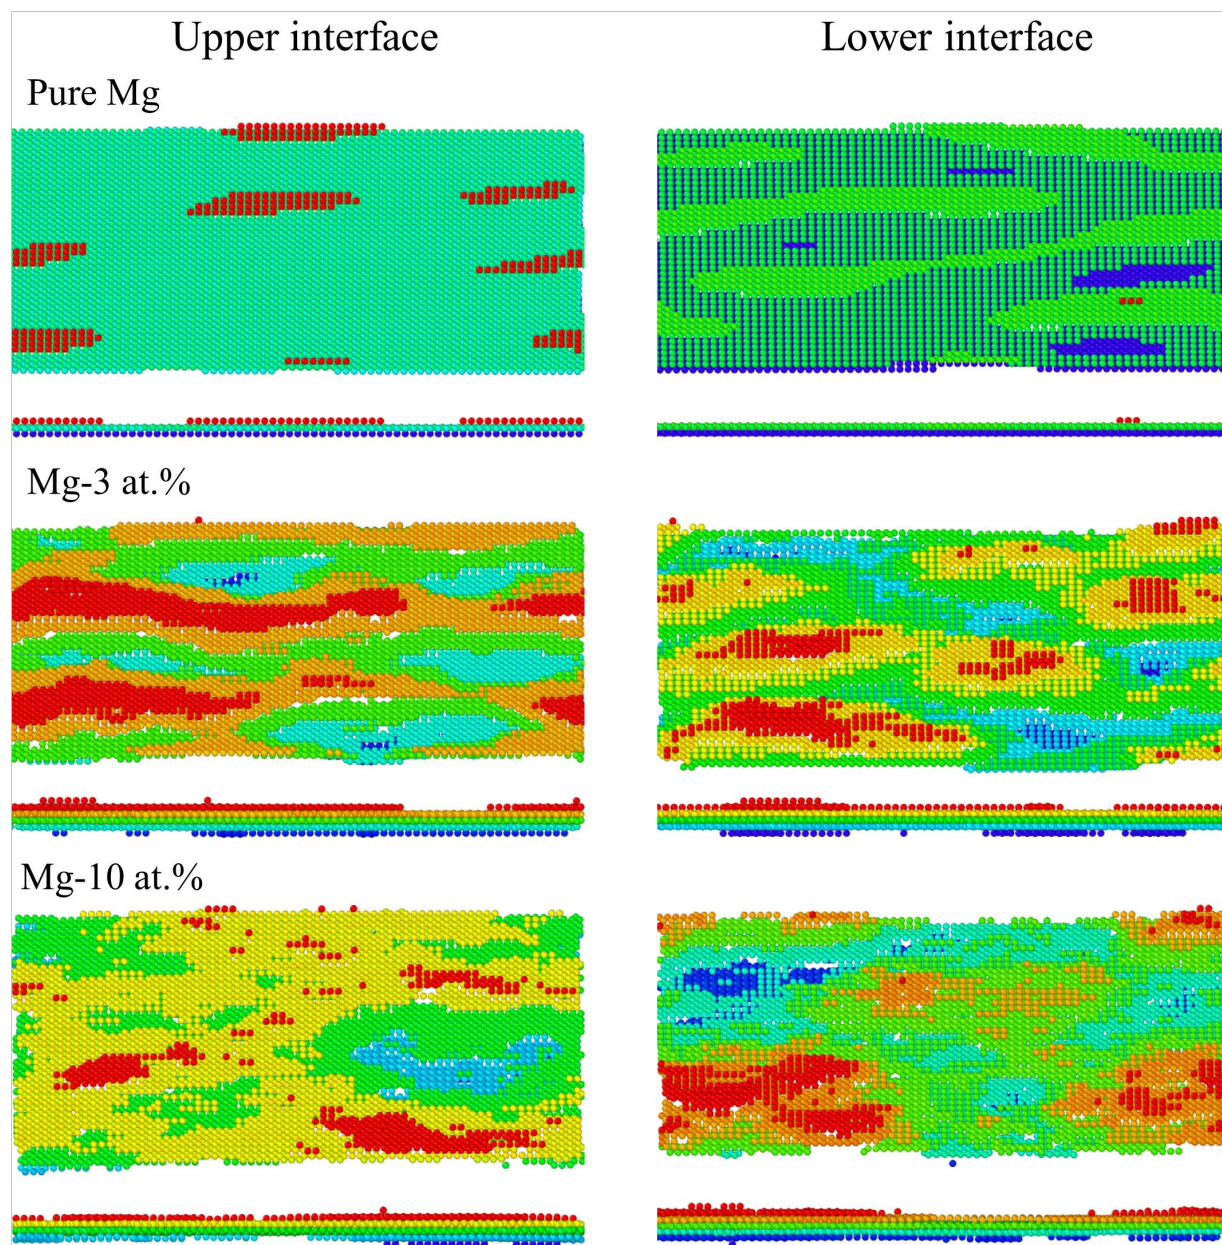 Upper interface
Lower interface
Pure Mg
Mg-3 at.%
Mg-10 at.%